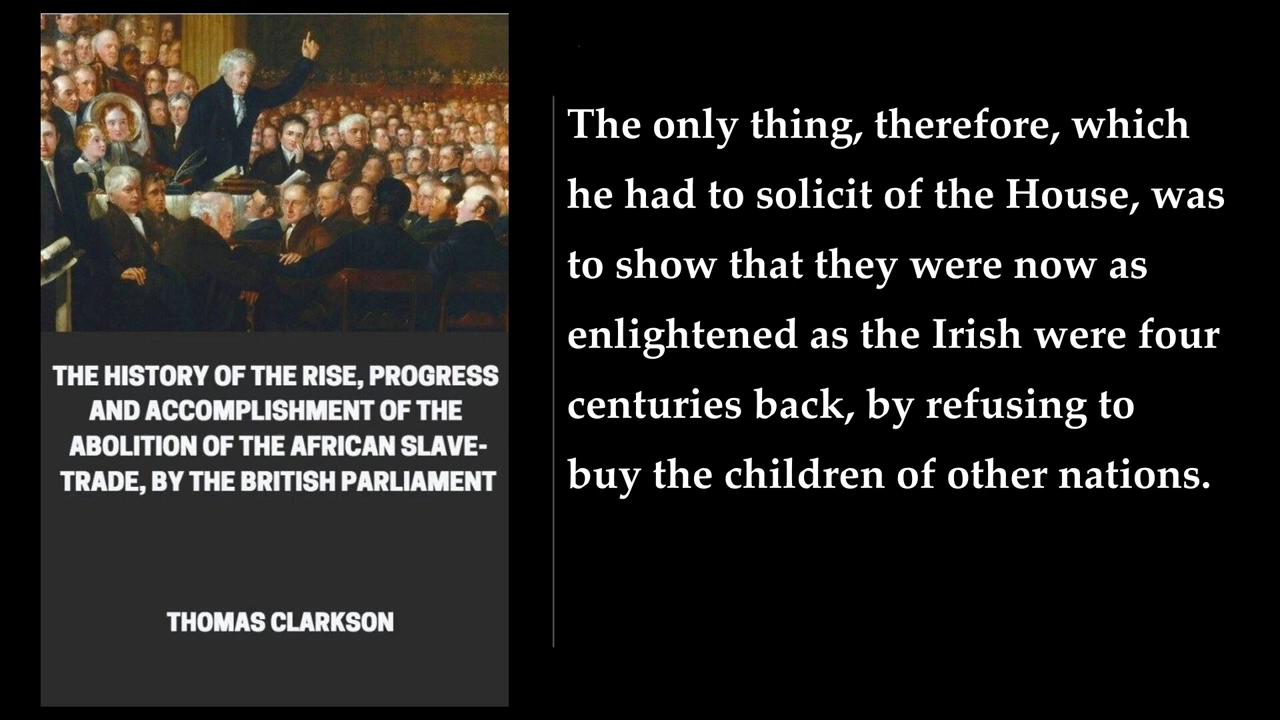 THE HISTORY OF THE RISE, PROGRESS
AND ACCOMPLISHMENT OF THE
ABOLITION OF THE AFRICAN SLAVE-
TRADE, BY THE BRITISH PARLIAMENT
THOMAS CLARKSON
The only thing, therefore, which
he had to solicit of the House, was
to show that they were now as
enlightened as the Irish were four
centuries back, by refusing to
buy the children of other nations.